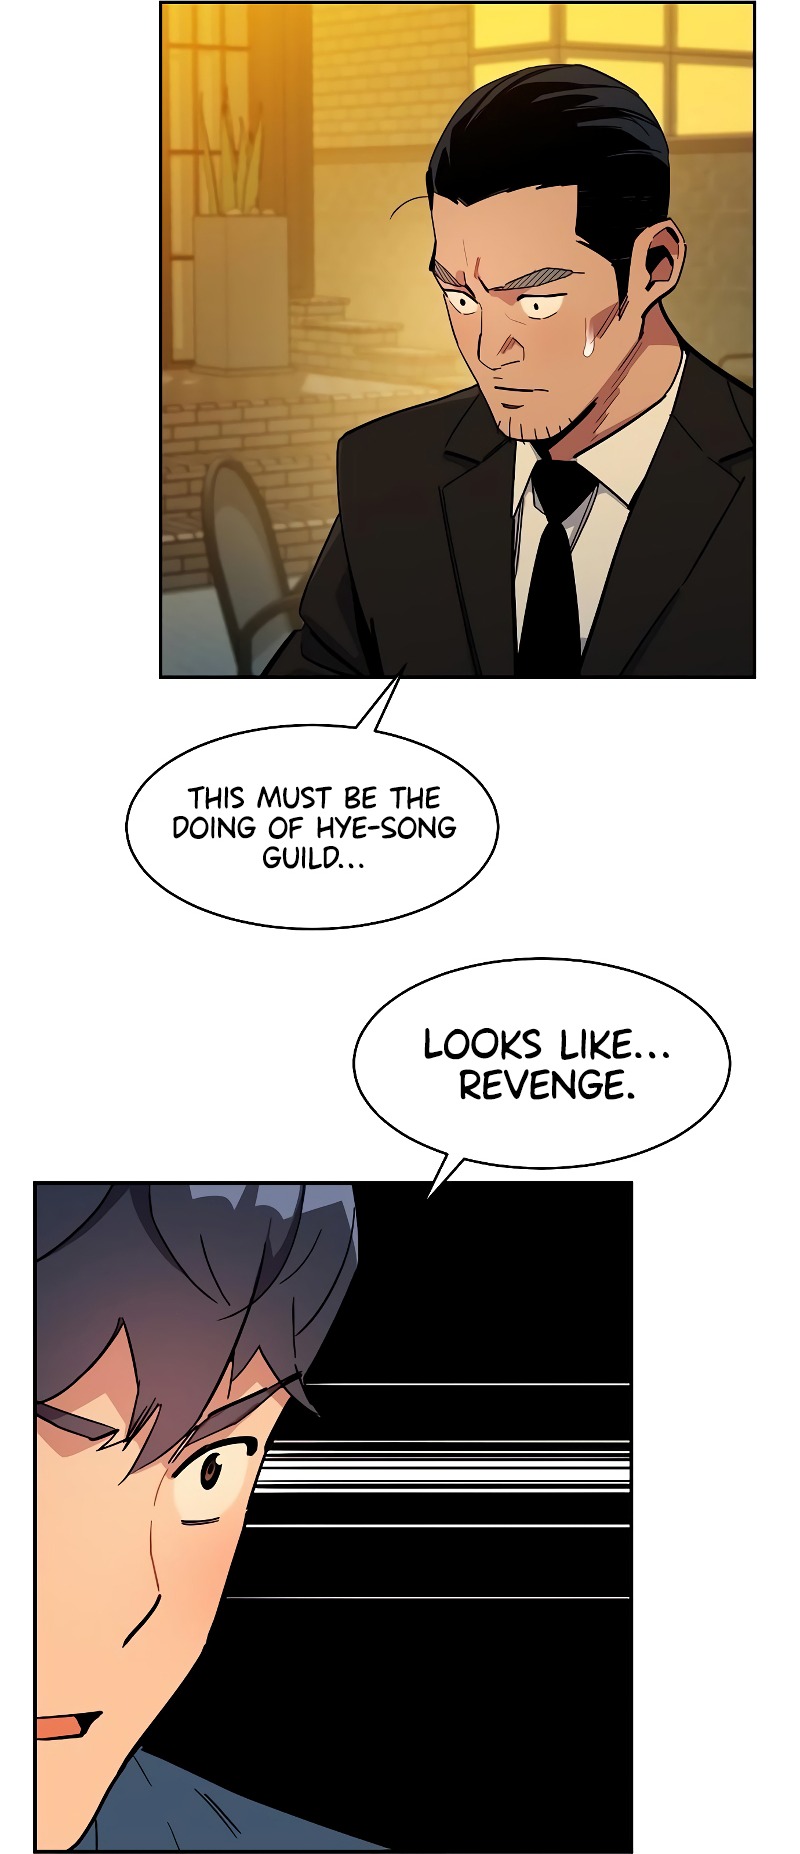 THIS MUST BE THE
DOING OF HYE-SONG
GUILD...
LOOKS LIKE...
REVENGE.